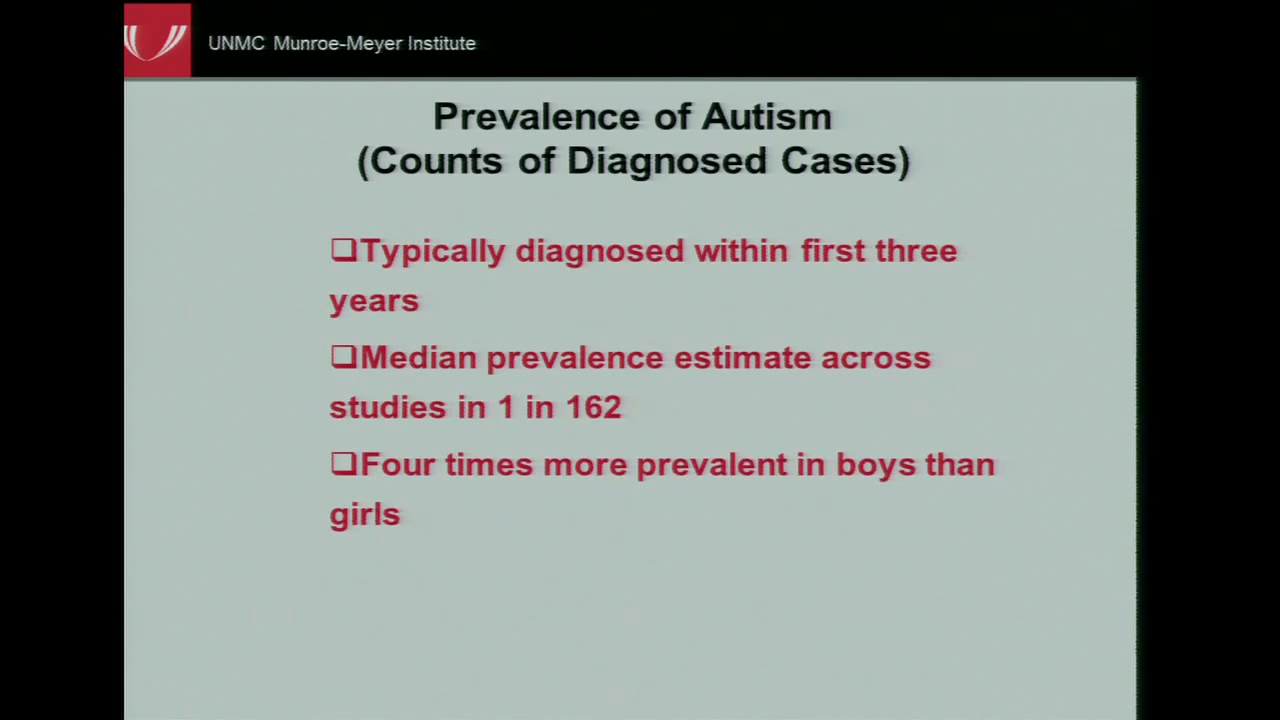 UNMC Munroe-Meyer Institute
Prevalence of Autism
(Counts of Diagnosed Cases)
❑Typically diagnosed within first three
years
❑Median prevalence estimate across
studies in 1 in 162
❑Four times more prevalent in boys than
girls